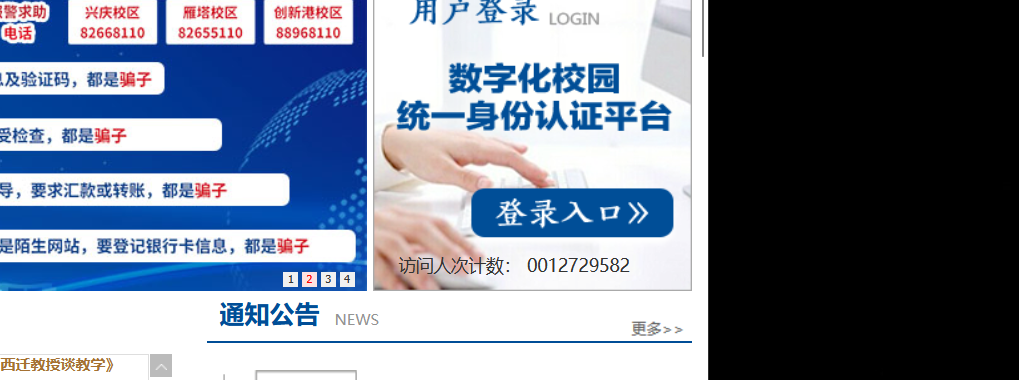 报警求助
电话
兴庆校区
82668110
雁塔校区
82655110
创新港校区
88968110
息及验证码，都是骗子
受检查，都是骗子
导，要求汇款或转账，都是骗子
是陌生网站，要登记银行卡信息，都是骗子
1 2 3 4
用户登录 LOGIN
数字化校园
统一身份认证平台
登录入口》
访问人次计数： 0012729582
通知公告 NEWS
更多>>
西迁教授谈教学》